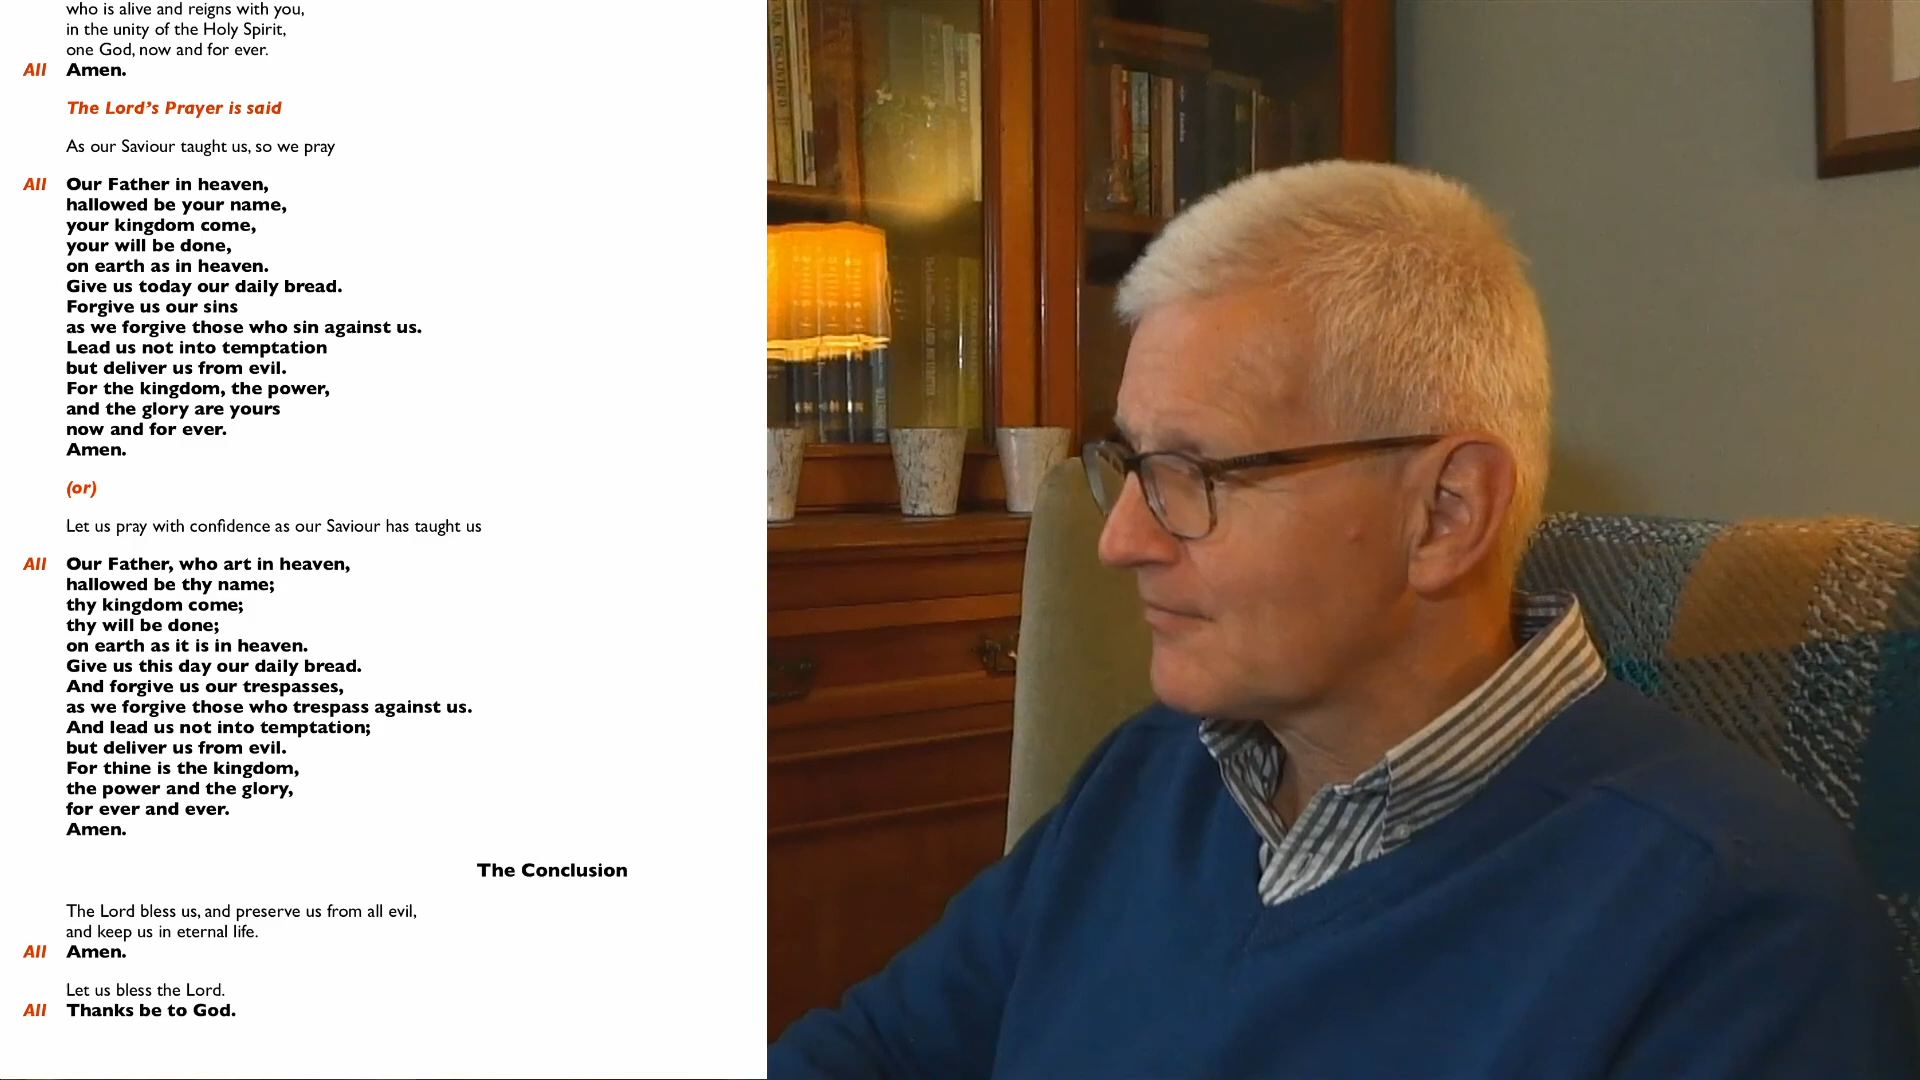 who is alive and reigns with you,
in the unity of the Holy Spirit,
one God, now and for ever.
All Amen.
The Lord's Prayer is said
As our Saviour taught us, so we pray
All Our Father in heaven,
hallowed be your name,
your kingdom come,
your will be done,
on earth as in heaven.
Give us today our daily bread.
Forgive us our sins
as we forgive those who sin against us.
Lead us not into temptation
but deliver us from evil.
For the kingdom, the power,
and the glory are yours
now and for ever.
Amen.
(or)
Let us pray with confidence as our Saviour has taught us
All Our Father, who art in heaven,
hallowed be thy name;
thy kingdom come;
thy will be done;
on earth as it is in heaven.
Give us this day our daily bread.
And forgive us our trespasses,
as we forgive those who trespass against us.
And lead us not into temptation;
but deliver us from evil.
For thine is the kingdom,
the power and the glory,
for ever and ever.
Amen.
The Conclusion
The Lord bless us, and preserve us from all evil,
and keep us in eternal life.
All Amen.
Let us bless the Lord.
All Thanks be to God.